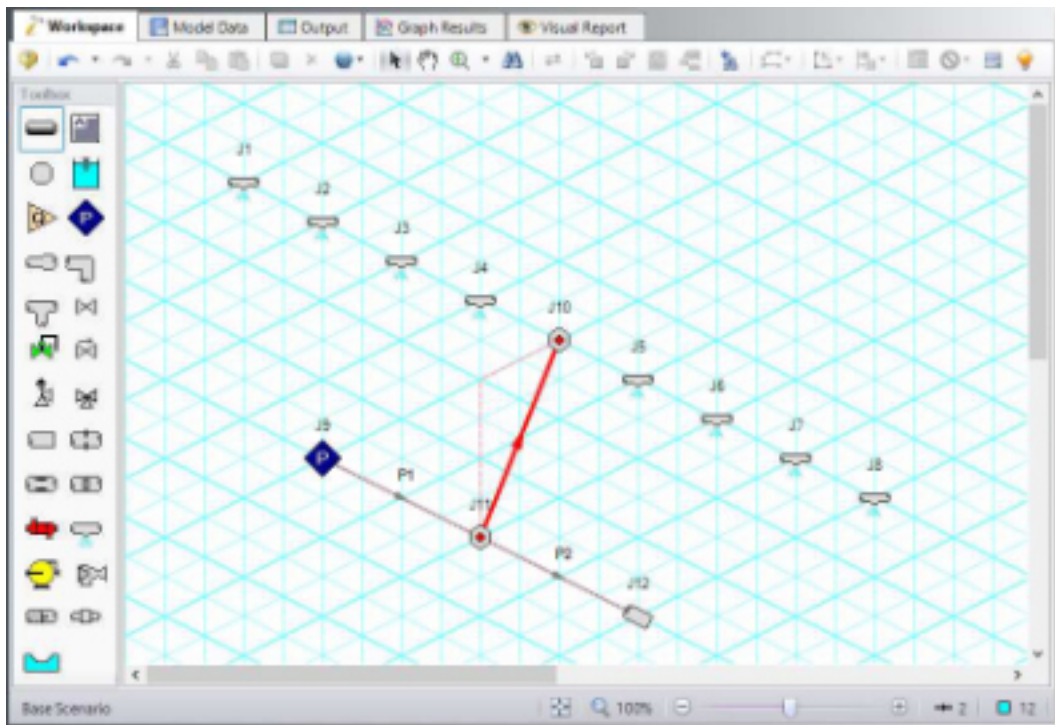 Workspace Model Data Output Graph Results Visual Report
Toolbox
J1
J2
J3
J4
J10
J5
J6
J7
J8
J9
P1
J11
P2
J12
P
P
Base Scenario 100% 2 12